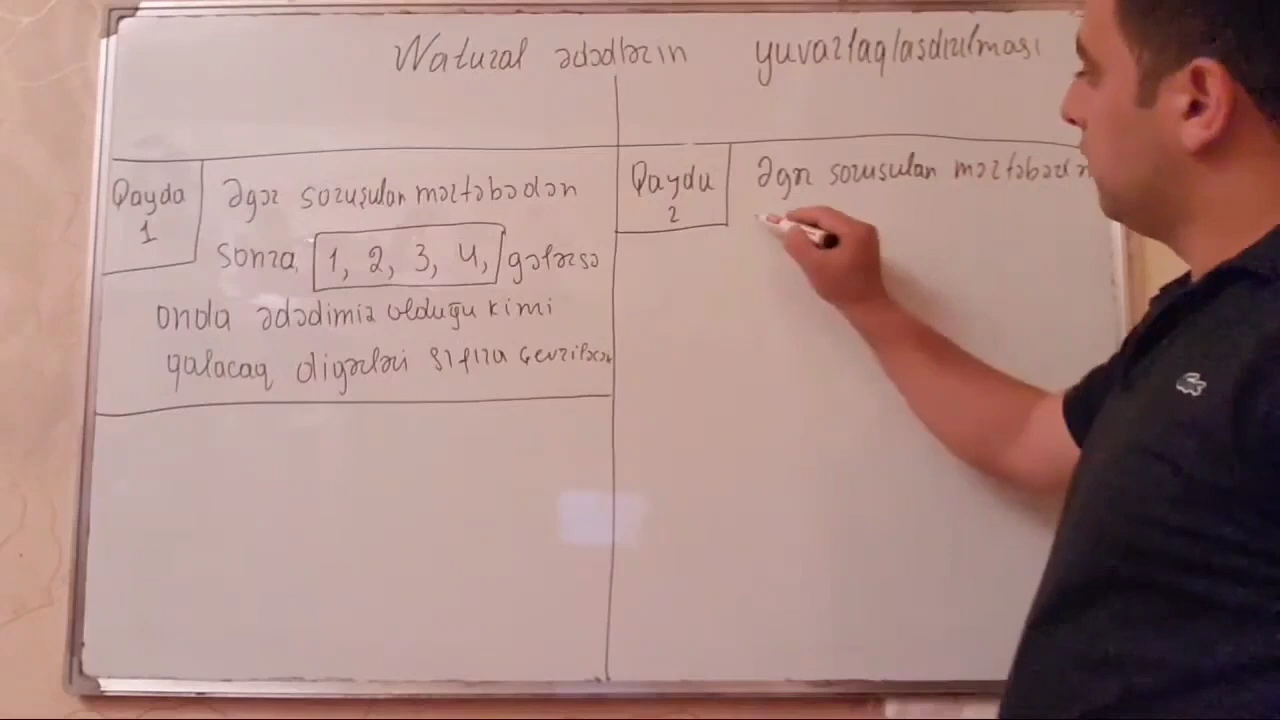 Natural ədədlərin yuvarlaqlaşdırılması
Qayda
1
Əgər soruşulan mərtəbədən
sonra 1, 2, 3, 4, gələrsə
onda ədədimiz olduğu kimi
qalacaq digərləri sıfıra çevriləcək
Qayda
2
Əgər soruşulan mərtəbədən